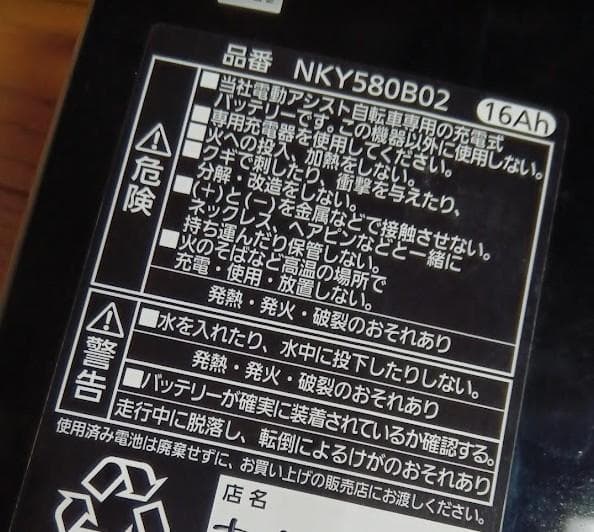 品番 NKY580B02 16Ah
危険
■当社電動アシスト自転車専用の充電式
バッテリーです。この機器以外に使用しない。
■専用充電器を使用してください。
■火への投入、加熱をしない。
クギで刺したり、衝撃を与えたり、
分解・改造をしない。
■(+)と(-)を金属などで接触させない。
ネックレス、ヘアピンなどと一緒に
持ち運んだり保管しない。
■火のそばなど高温の場所で
充電・使用・放置しない。
発熱・発火・破裂のおそれあり
警告
■水を入れたり、水中に投下したりしない。
発熱・発火・破裂のおそれあり
■バッテリーが確実に装着されているか確認する。
走行中に脱落し、転倒によるけがのおそれあり
使用済み電池は廃棄せずに、お買い上げの販売店にお渡しください。
店名